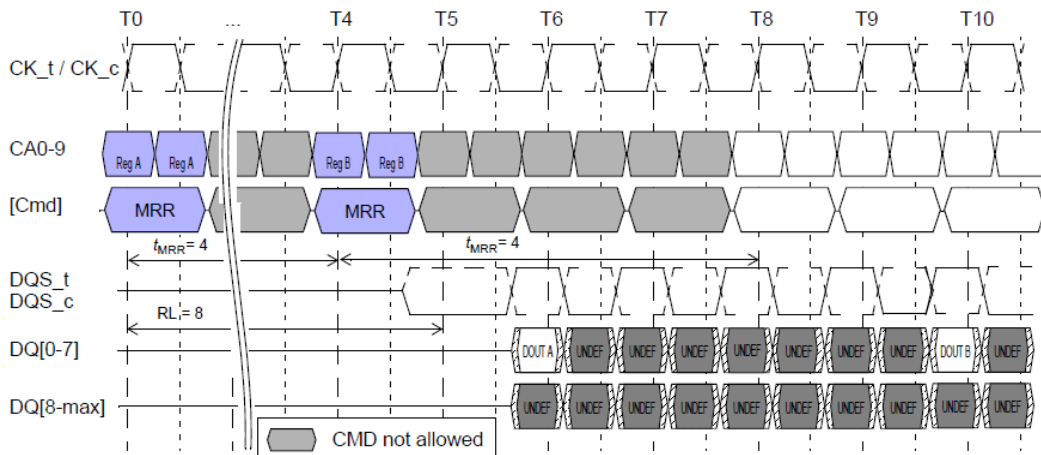 T0 ... T4 T5 T6 T7 T8 T9 T10
CK_t / CK_c
CA0-9 Reg A Reg A Reg B Reg B
[Cmd] MRR MRR
tMRR= 4 tMRR= 4
DQS_t
DQS_c
RL = 8
DQ[0-7] DOUT A UNDEF UNDEF UNDEF UNDEF UNDEF UNDEF UNDEF DOUT B UNDEF
DQ[8-max] UNDEF UNDEF UNDEF UNDEF UNDEF UNDEF UNDEF UNDEF UNDEF UNDEF
CMD not allowed